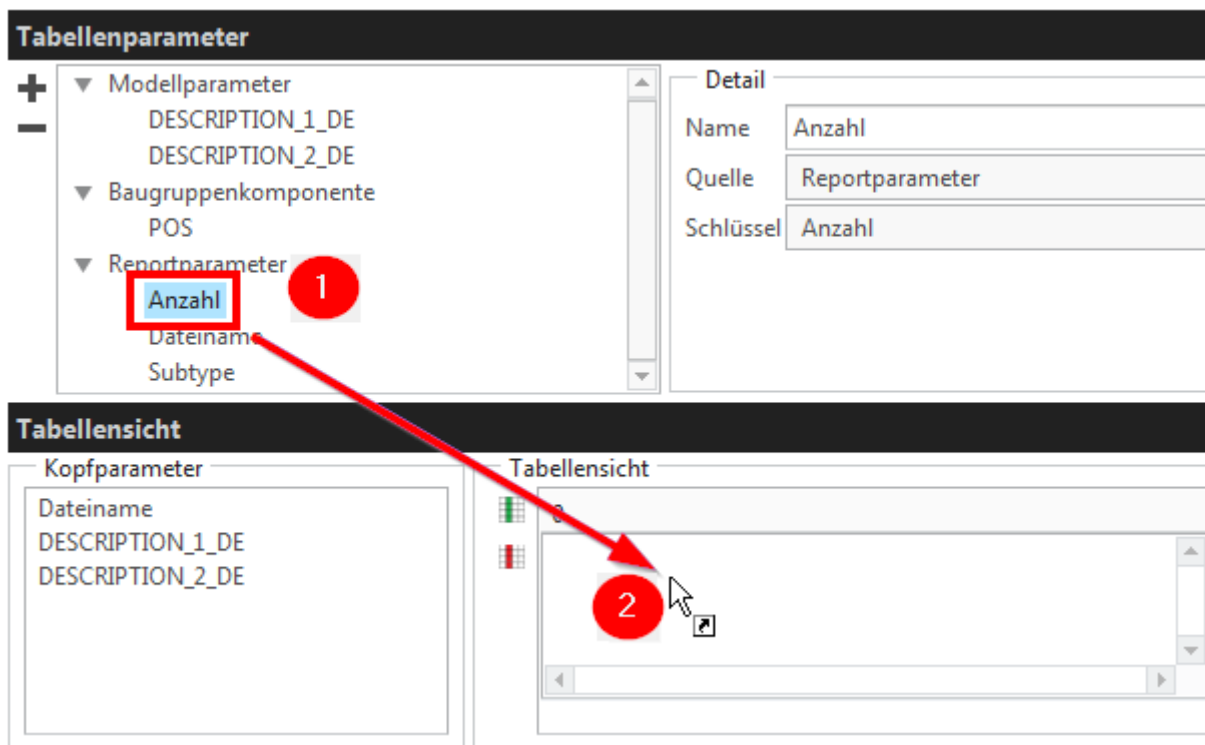 Tabellenparameter
Modellparameter
DESCRIPTION_1_DE
DESCRIPTION_2_DE
Baugruppenkomponente
POS
Reportparameter
Anzahl
1
Dateiname
Subtype
Detail
Name Anzahl
Quelle Reportparameter
Schlüssel Anzahl
Tabellensicht
Kopfparameter
Dateiname
DESCRIPTION_1_DE
DESCRIPTION_2_DE
Tabellensicht
0
2